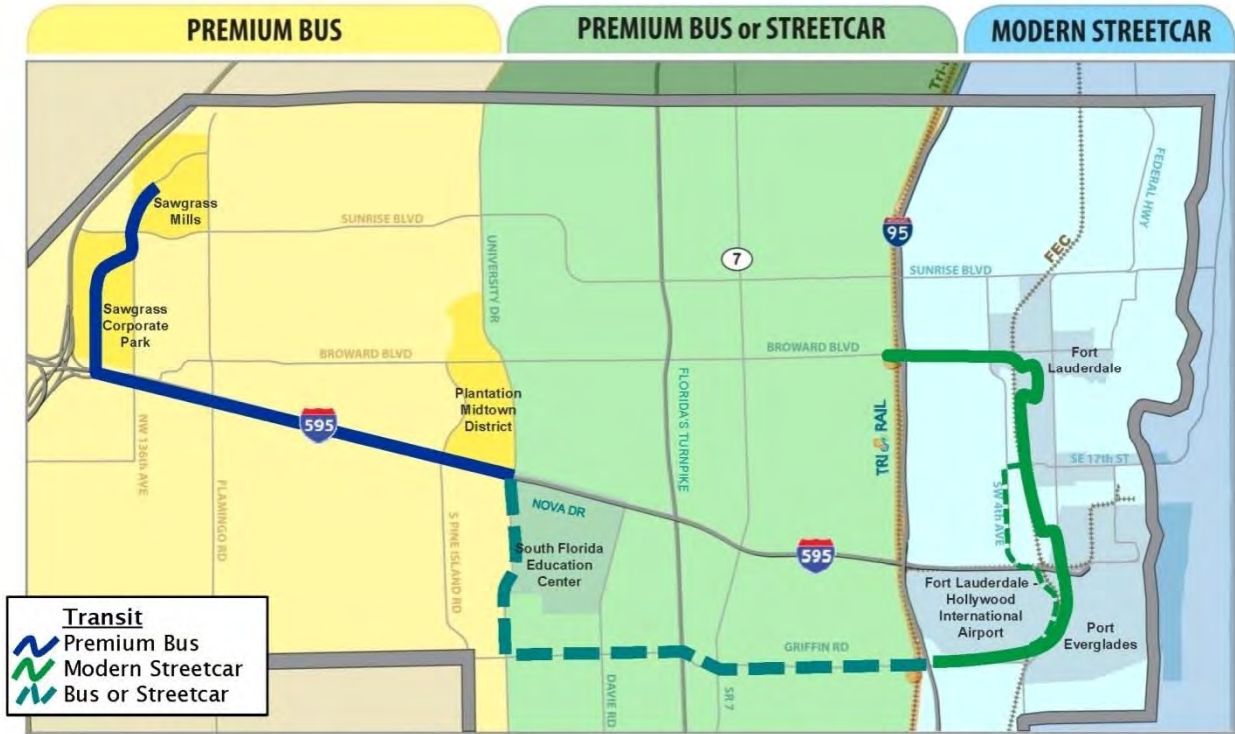 PREMIUM BUS
PREMIUM BUS or STREETCAR
MODERN STREETCAR
Tri-
Sawgrass
Mills
SUNRISE BLVD
UNIVERSITY DR
7
95
FEC
FEDERAL HWY
SUNRISE BLVD
Sawgrass
Corporate
Park
BROWARD BLVD
BROWARD BLVD
Fort
Lauderdale
Plantation
Midtown
District
FLORIDA'S TURNPIKE
TRI RAIL
595
NW 136th AVE
FLAMINGO RD
S PINE ISLAND RD
SE 17th ST
SW 4th AVE
NOVA DR
South Florida
Education
Center
595
Fort Lauderdale -
Hollywood
International
Airport
Port
Everglades
GRIFFIN RD
DAVIE RD
SR 7
Transit
Premium Bus
Modern Streetcar
Bus or Streetcar